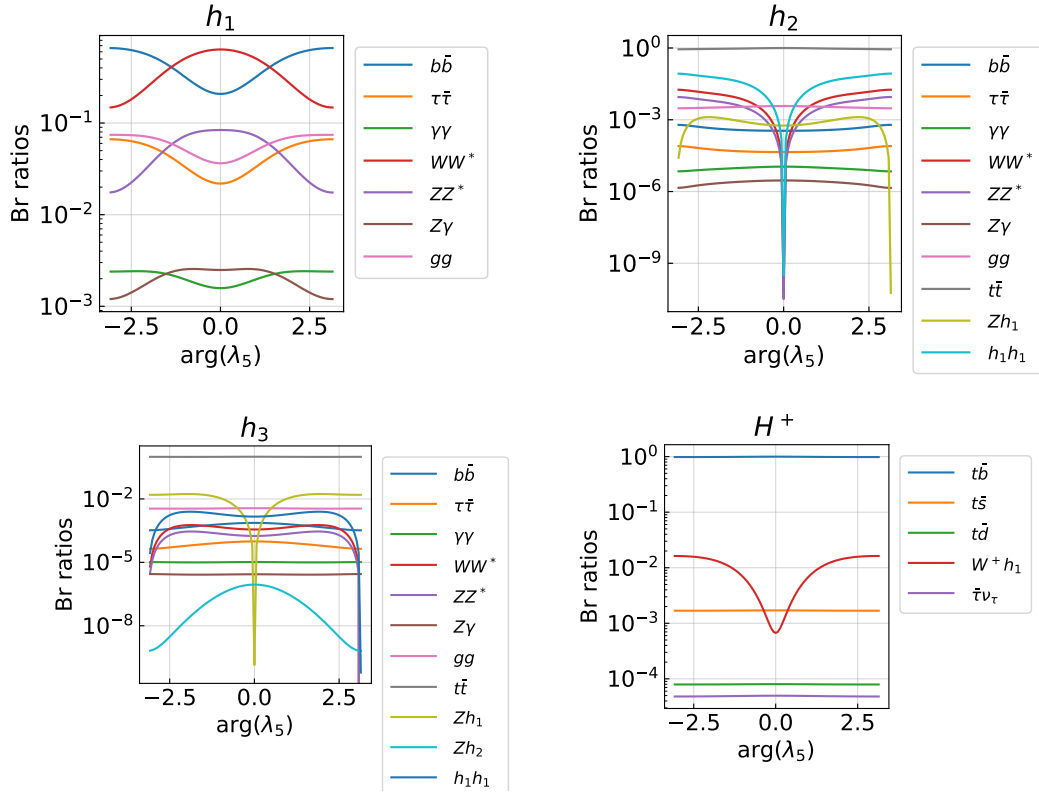 h₁
Br ratios
10⁻¹
10⁻²
10⁻³
−2.5 0.0 2.5
arg(λ₅)
bb̄
ττ̄
γγ
WW*
ZZ*
Zγ
gg
h₂
Br ratios
10⁰
10⁻³
10⁻⁶
10⁻⁹
−2.5 0.0 2.5
arg(λ₅)
bb̄
ττ̄
γγ
WW*
ZZ*
Zγ
gg
tt̄
Zh₁
h₁h₁
h₃
Br ratios
10⁻²
10⁻⁵
10⁻⁸
−2.5 0.0 2.5
arg(λ₅)
bb̄
ττ̄
γγ
WW*
ZZ*
Zγ
gg
tt̄
Zh₁
Zh₂
h₁h₁
H⁺
Br ratios
10⁰
10⁻¹
10⁻²
10⁻³
10⁻⁴
−2.5 0.0 2.5
arg(λ₅)
tb̄
ts̄
td̄
W⁺h₁
τ̄ν_τ